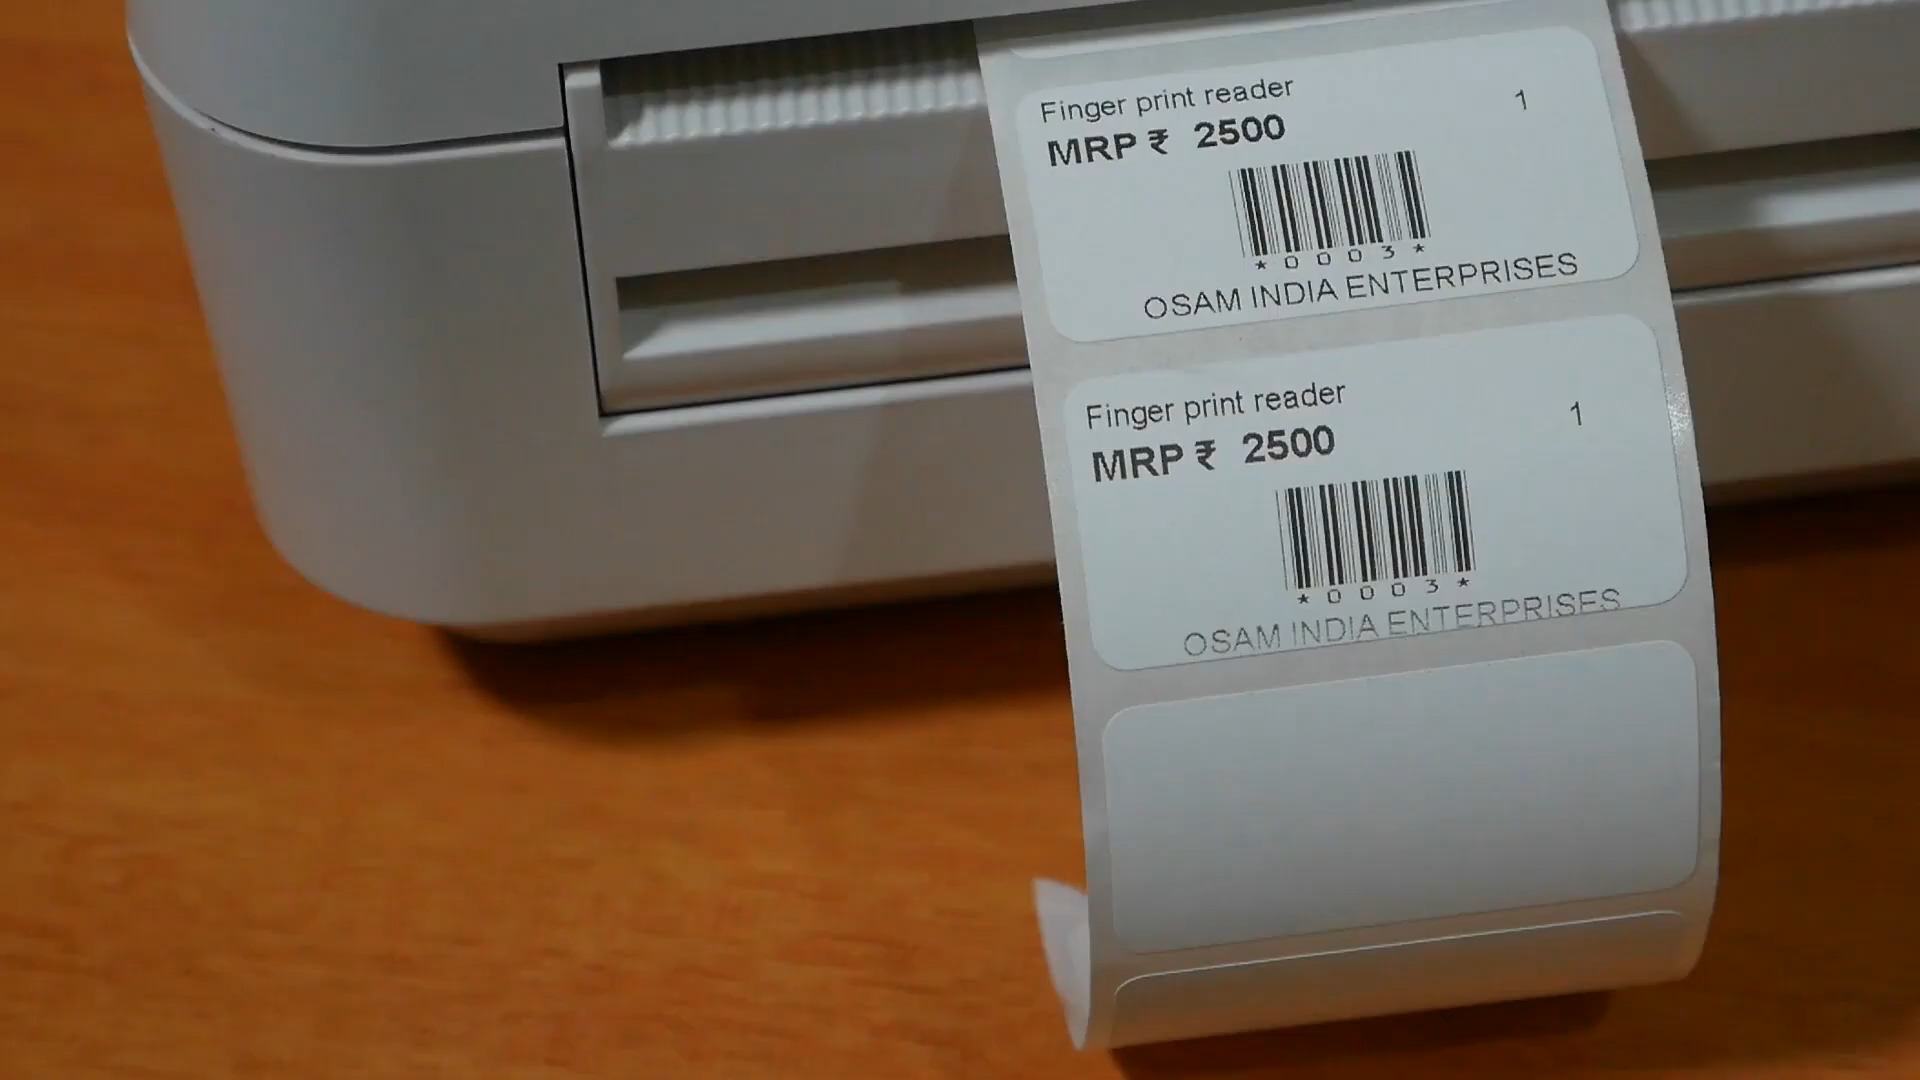 Finger print reader 1
MRP ₹ 2500
*0003*
OSAM INDIA ENTERPRISES
Finger print reader 1
MRP ₹ 2500
*0003*
OSAM INDIA ENTERPRISES